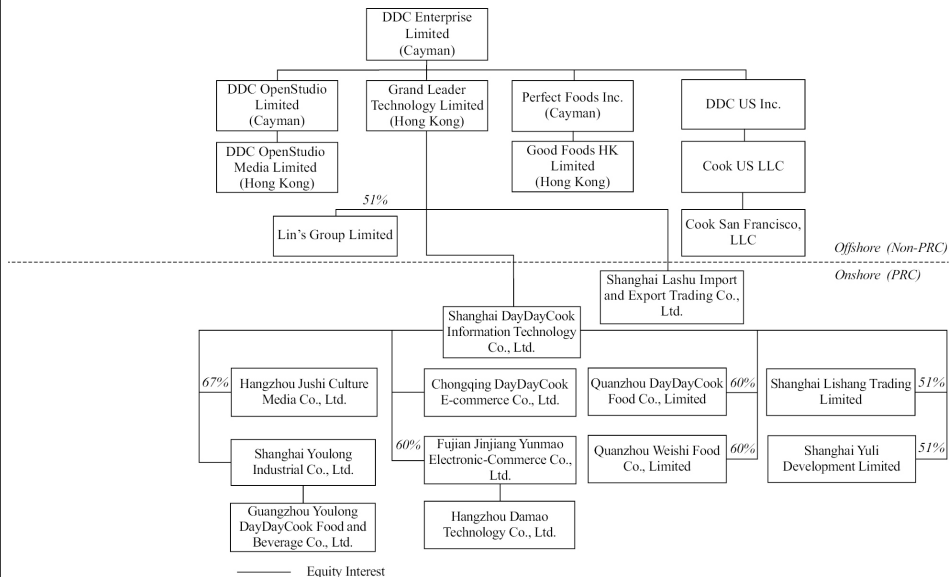 DDC Enterprise
Limited
(Cayman)
DDC OpenStudio
Limited
(Cayman)
Grand Leader
Technology Limited
(Hong Kong)
Perfect Foods Inc.
(Cayman)
DDC US Inc.
DDC OpenStudio
Media Limited
(Hong Kong)
Good Foods HK
Limited
(Hong Kong)
Cook US LLC
51%
Lin's Group Limited
Cook San Francisco,
LLC
Offshore (Non-PRC)
Onshore (PRC)
Shanghai Lashu Import
and Export Trading Co.,
Ltd.
Shanghai DayDayCook
Information Technology
Co., Ltd.
67%
Hangzhou Jushi Culture
Media Co., Ltd.
Chongqing DayDayCook
E-commerce Co., Ltd.
Quanzhou DayDayCook
Food Co., Limited
60%
Shanghai Lishang Trading
Limited
51%
Shanghai Youlong
Industrial Co., Ltd.
60%
Fujian Jinjiang Yunmao
Electronic-Commerce Co.,
Ltd.
Quanzhou Weishi Food
Co., Limited
60%
Shanghai Yuli
Development Limited
51%
Guangzhou Youlong
DayDayCook Food and
Beverage Co., Ltd.
Hangzhou Damao
Technology Co., Ltd.
Equity Interest